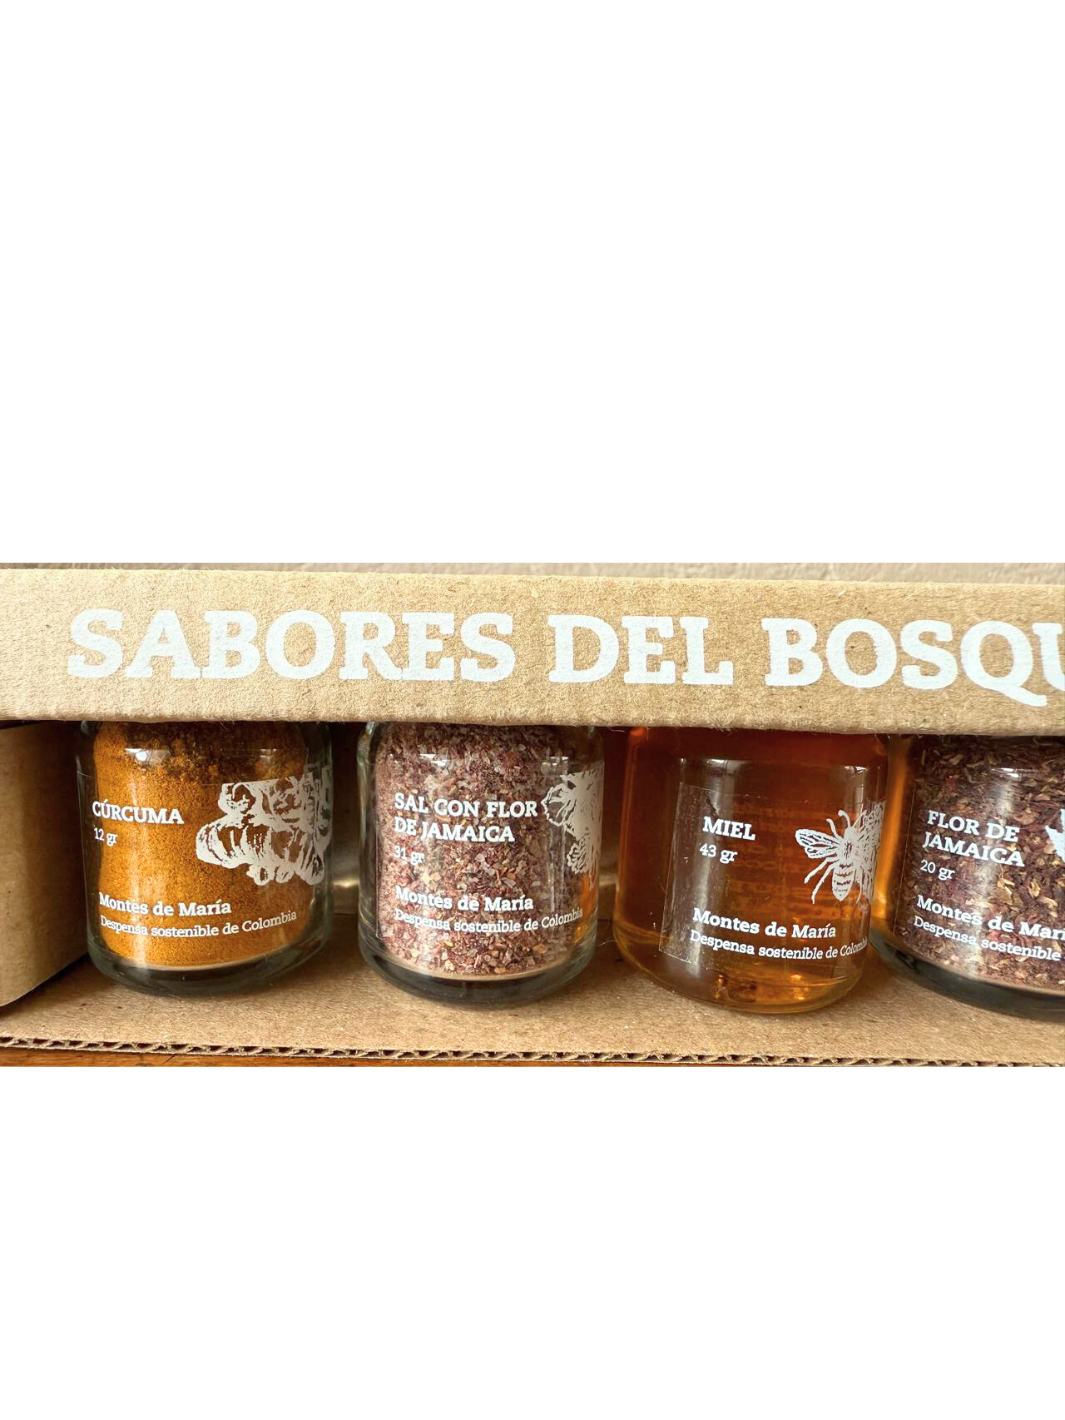 SABORES DEL BOSQU
CÚRCUMA
12 gr
Montes de María
Despensa sostenible de Colombia
SAL CON FLOR
DE JAMAICA
31 gr
Montes de María
Despensa sostenible de Colombia
MIEL
43 gr
Montes de María
Despensa sostenible de Colombia
FLOR DE
JAMAICA
20 gr
Montes de Marí
Despensa sostenible